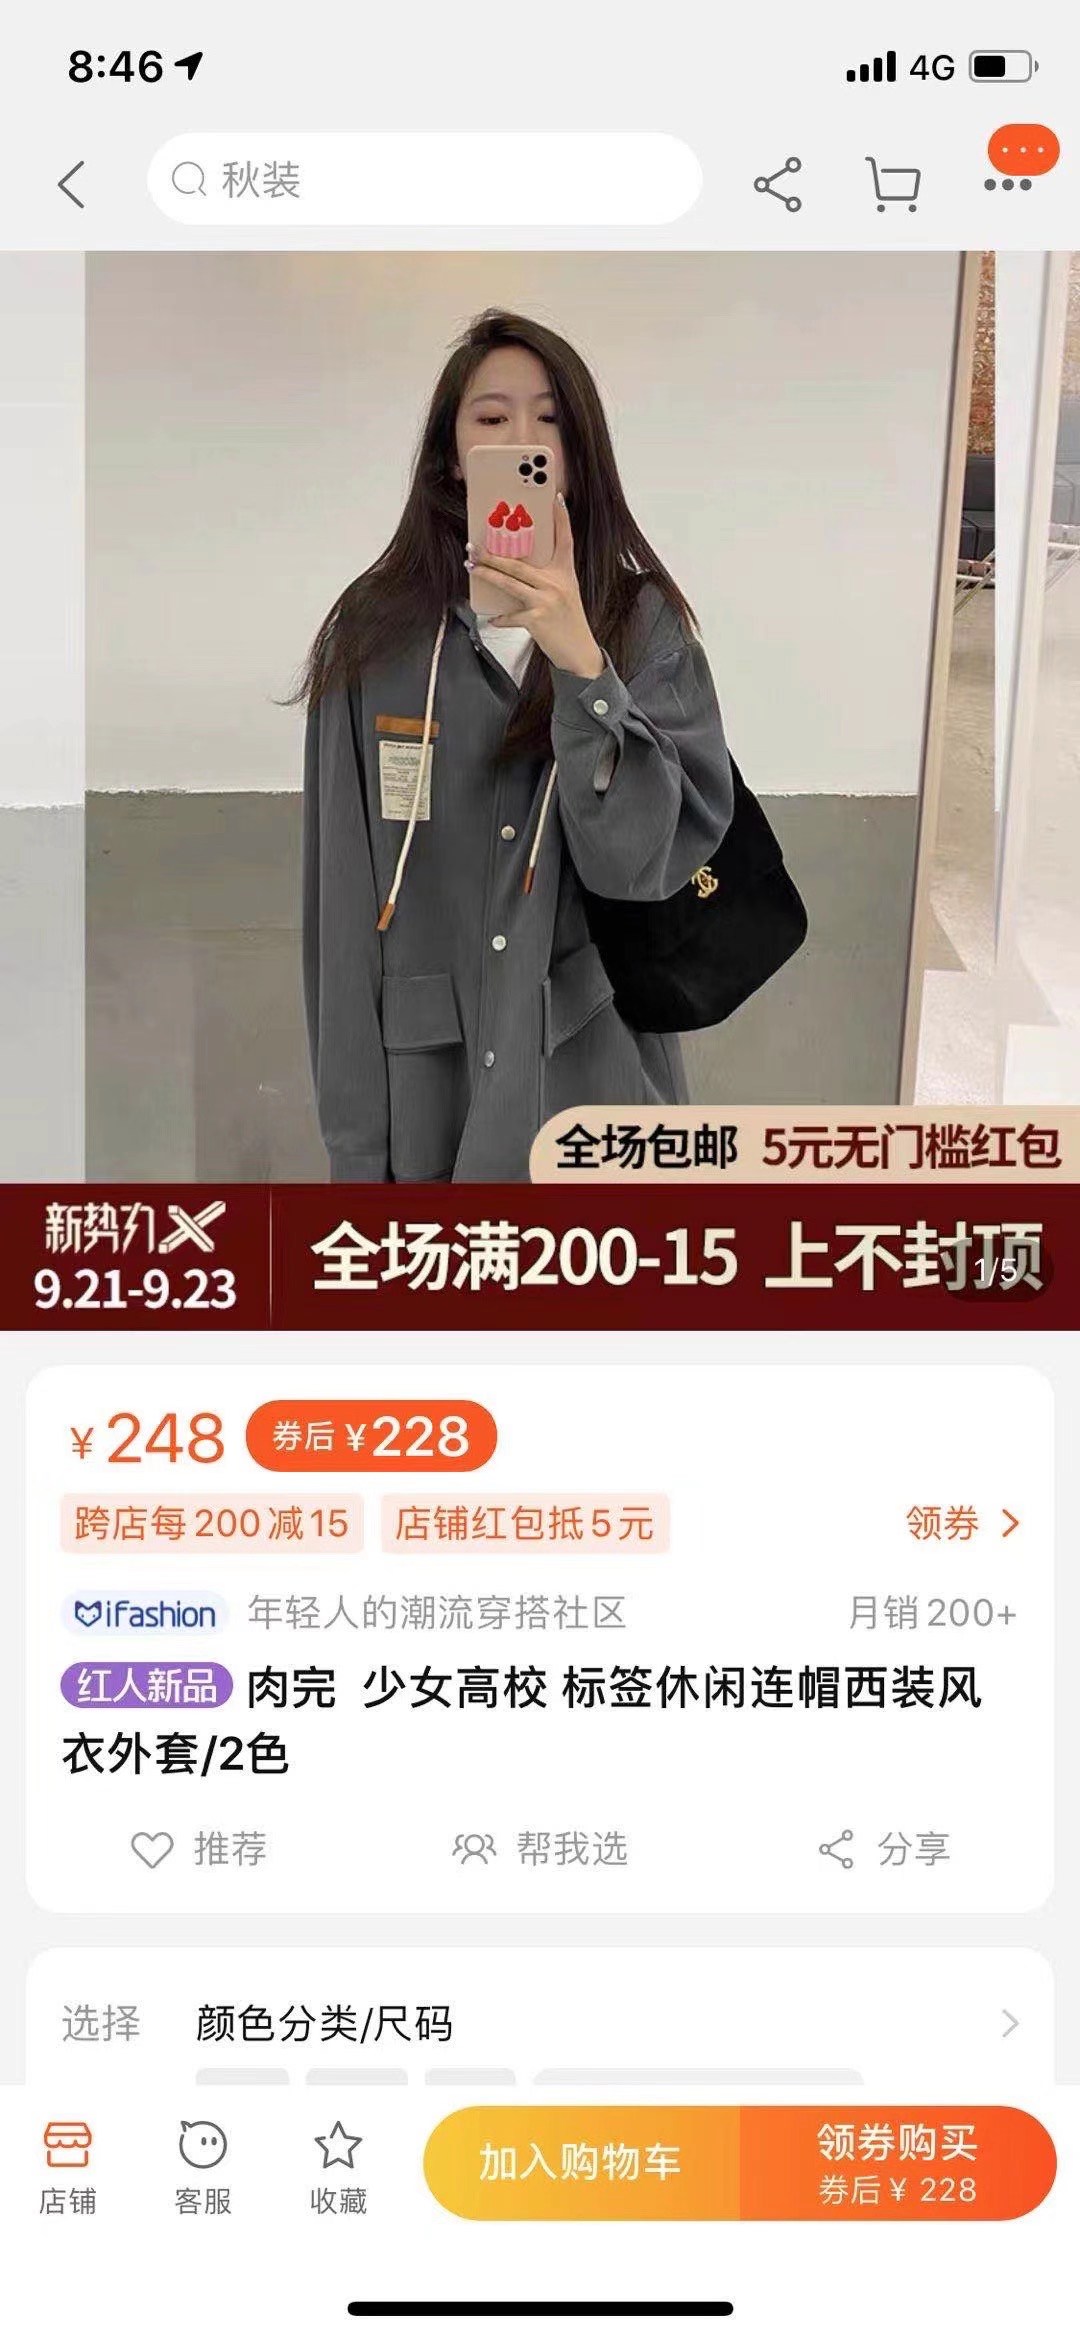 8:46
4G
秋装
全场包邮 5元无门槛红包
新势力
9.21-9.23
全场满200-15 上不封顶
1/5
¥248 券后¥228
跨店每200减15 店铺红包抵5元 领券
iFashion 年轻人的潮流穿搭社区 月销200+
红人新品 肉完 少女高校 标签休闲连帽西装风
衣外套/2色
推荐 帮我选 分享
选择 颜色分类/尺码
店铺 客服 收藏
加入购物车
领券购买
券后¥ 228